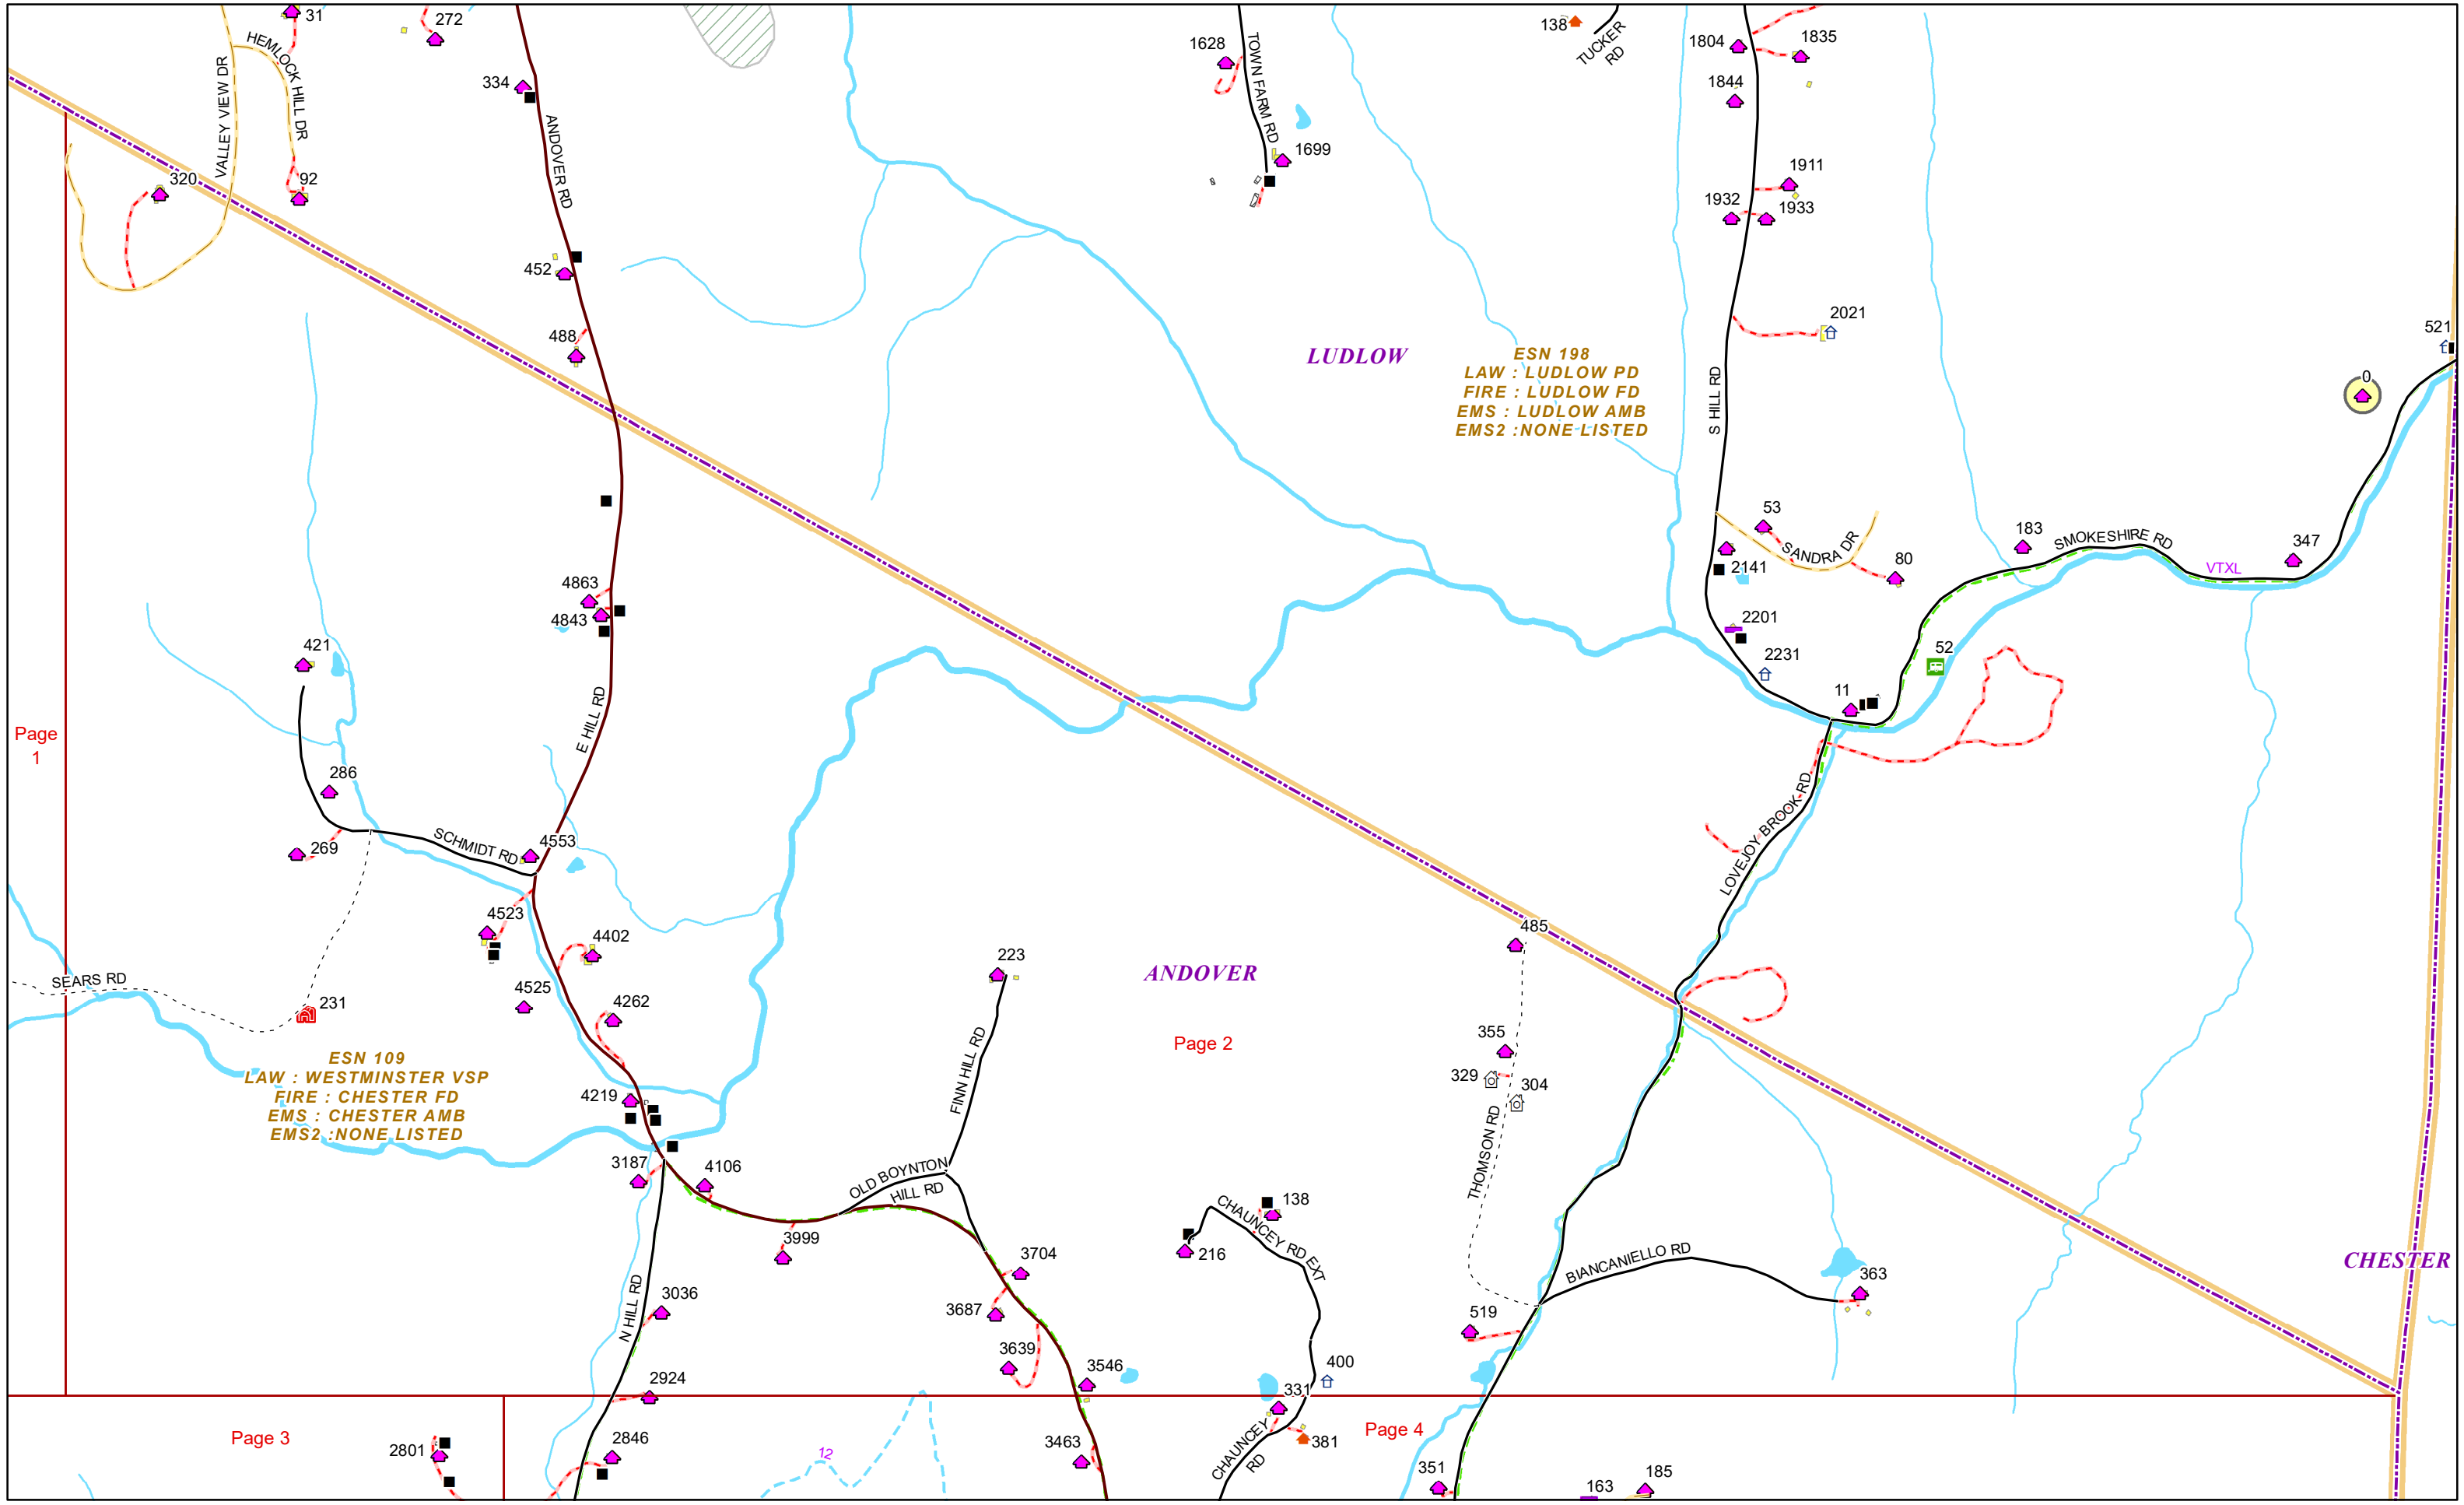 31
272
138
TUCKER
RD
HEMLOCK HILL DR
VALLEY VIEW DR
334
1628
TOWN FARM RD
1804
1835
1844
ANDOVER RD
1699
320
92
1911
1932
1933
452
2021
488
521
LUDLOW
ESN 198
LAW : LUDLOW PD
FIRE : LUDLOW FD
EMS : LUDLOW AMB
EMS2 :NONE LISTED
S HILL RD
0
53
SANDRA DR
183
SMOKESHIRE RD
347
VTXL
2141
80
4863
4843
2201
421
52
2231
11
E HILL RD
Page
1
286
LOVEJOY BROOK RD
SCHMIDT RD
4553
269
4523
4402
485
223
ANDOVER
SEARS RD
4525
4262
231
Page 2
355
FINN HILL RD
ESN 109
LAW : WESTMINSTER VSP
FIRE : CHESTER FD
EMS : CHESTER AMB
EMS2 :NONE LISTED
329
304
4219
THOMSON RD
3187
4106
OLD BOYNTON
HILL RD
138
CHAUNCEY RD EXT
3999
216
3704
BIANCANIELLO RD
CHESTER
363
N HILL RD
3036
3687
519
3639
3546
400
2924
331
Page 3
2801
2846
12
3463
CHAUNCEY
RD
381
Page 4
351
163
185